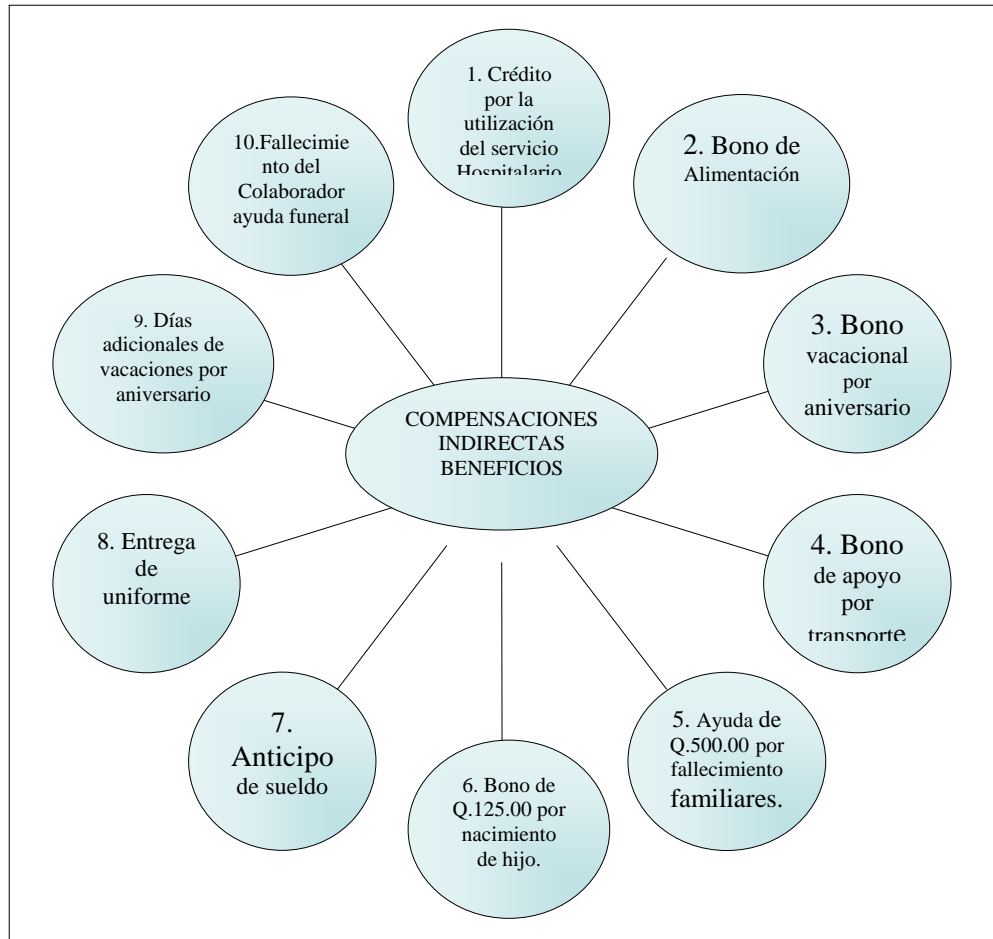 1. Crédito
por la
utilización
del servicio
Hospitalario
2. Bono de
Alimentación
3. Bono
vacacional
por
aniversario
4. Bono
de apoyo
por
transporte
5. Ayuda de
Q.500.00 por
fallecimiento
familiares.
6. Bono de
Q.125.00 por
nacimiento
de hijo.
7.
Anticipo
de sueldo
8. Entrega
de
uniforme
9. Días
adicionales de
vacaciones por
aniversario
10.Fallecimie
nto del
Colaborador
ayuda funeral
COMPENSACIONES
INDIRECTAS
BENEFICIOS